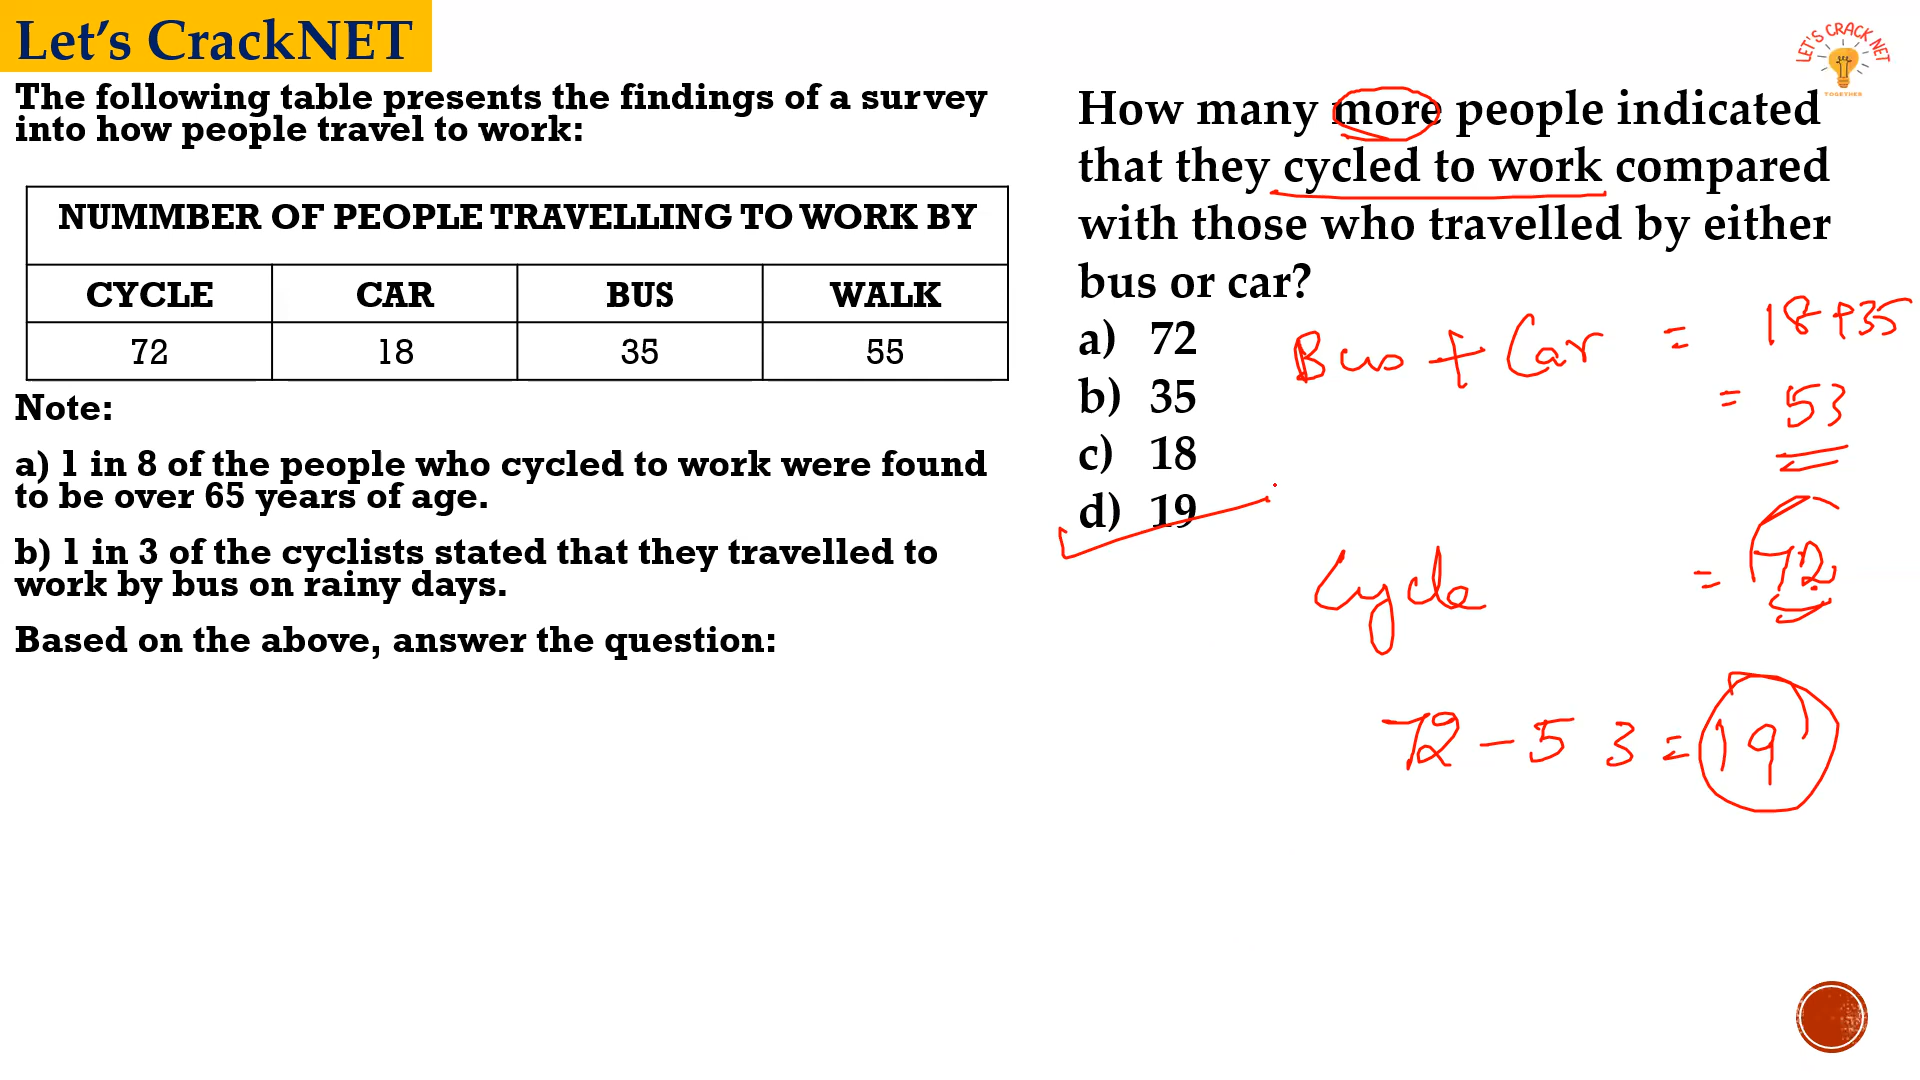 Let's CrackNET
LET'S CRACK NET
TOGETHER
The following table presents the findings of a survey
into how people travel to work:
NUMMBER OF PEOPLE TRAVELLING TO WORK BY
CYCLE CAR BUS WALK
72 18 35 55
Note:
a) 1 in 8 of the people who cycled to work were found
to be over 65 years of age.
b) 1 in 3 of the cyclists stated that they travelled to
work by bus on rainy days.
Based on the above, answer the question:
How many more people indicated
that they cycled to work compared
with those who travelled by either
bus or car?
a) 72
b) 35
c) 18
d) 19
Bus + Car = 18+35
= 53
Cycle = 72
72 - 53 = 19